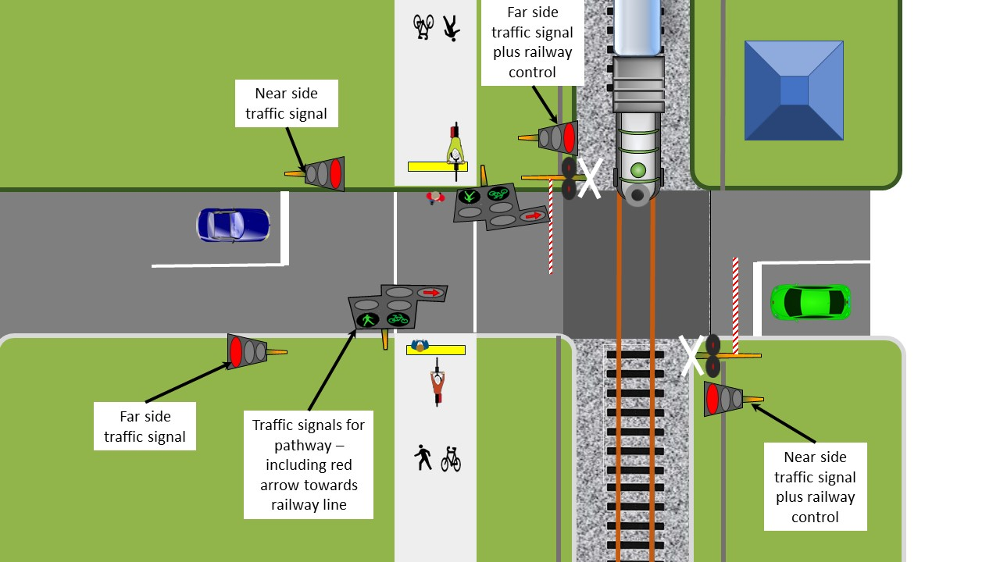 Far side
traffic signal
plus railway
control
Near side
traffic signal
Far side
traffic signal
Traffic signals for
pathway –
including red
arrow towards
railway line
Near side
traffic signal
plus railway
control